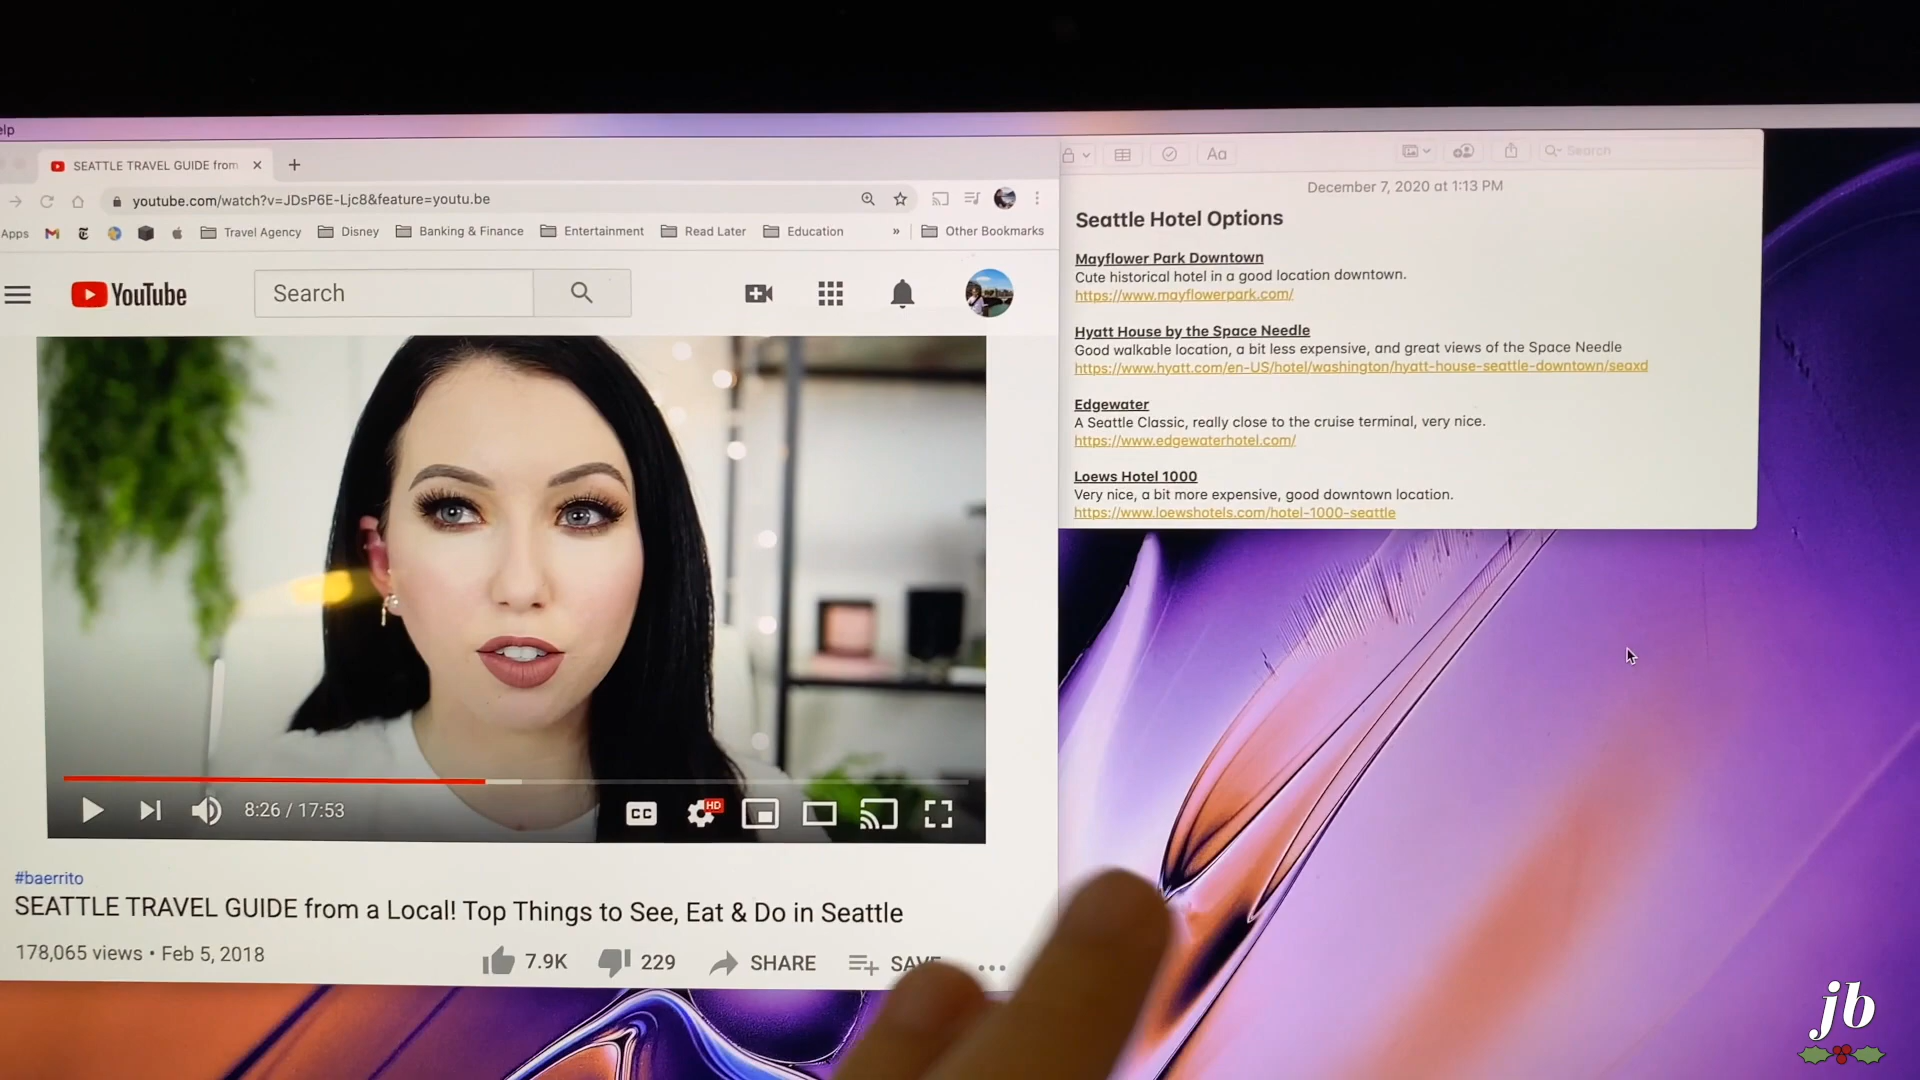 elp
SEATTLE TRAVEL GUIDE from
youtube.com/watch?v=JDsP6E-Ljc8&feature=youtu.be
Apps Travel Agency Disney Banking & Finance Entertainment Read Later Education » Other Bookmarks
YouTube
Search
8:26 / 17:53
CC
HD
#baerrito
SEATTLE TRAVEL GUIDE from a Local! Top Things to See, Eat & Do in Seattle
178,065 views • Feb 5, 2018
7.9K 229 SHARE SAVE
Aa
Search
December 7, 2020 at 1:13 PM
Seattle Hotel Options
Mayflower Park Downtown
Cute historical hotel in a good location downtown.
https://www.mayflowerpark.com/
Hyatt House by the Space Needle
Good walkable location, a bit less expensive, and great views of the Space Needle
https://www.hyatt.com/en-US/hotel/washington/hyatt-house-seattle-downtown/seaxd
Edgewater
A Seattle Classic, really close to the cruise terminal, very nice.
https://www.edgewaterhotel.com/
Loews Hotel 1000
Very nice, a bit more expensive, good downtown location.
https://www.loewshotels.com/hotel-1000-seattle
jb